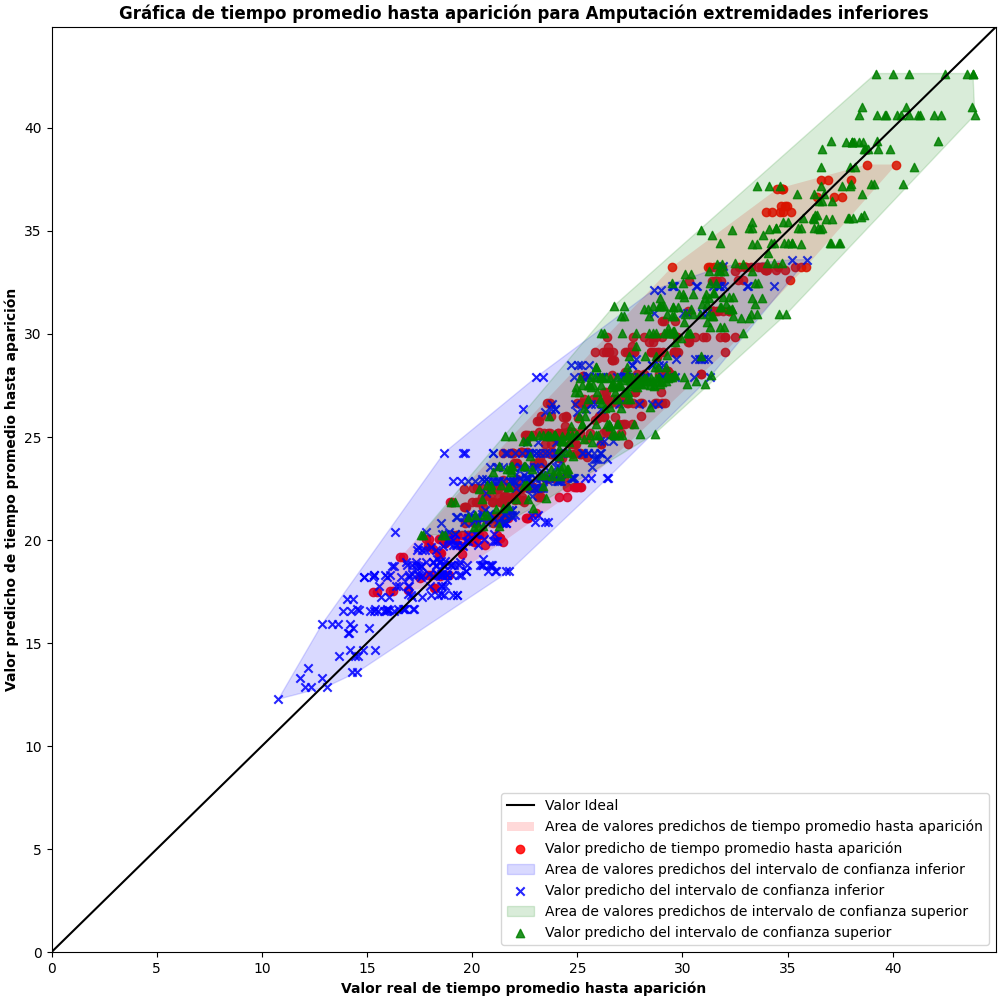 Gráfica de tiempo promedio hasta aparición para Amputación extremidades inferiores
Valor predicho de tiempo promedio hasta aparición
40
35
30
25
20
15
10
5
0
0 5 10 15 20 25 30 35 40
Valor real de tiempo promedio hasta aparición
Valor Ideal
Area de valores predichos de tiempo promedio hasta aparición
Valor predicho de tiempo promedio hasta aparición
Area de valores predichos del intervalo de confianza inferior
Valor predicho del intervalo de confianza inferior
Area de valores predichos de intervalo de confianza superior
Valor predicho del intervalo de confianza superior